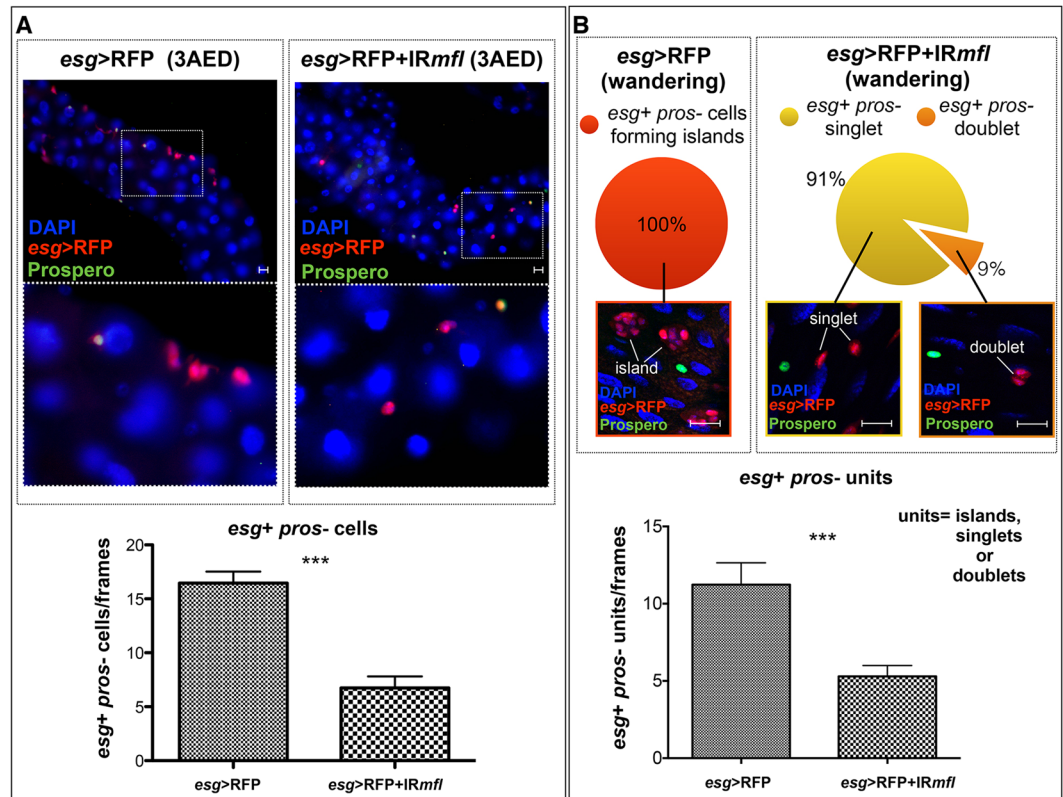 A
esg>RFP (3AED)
esg>RFP+IRmfl (3AED)
DAPI
esg>RFP
Prospero
DAPI
esg>RFP
Prospero
esg+ pros- cells
esg+ pros- cells/frames
20
15
10
5
0
***
esg>RFP
esg>RFP+IRmfl
B
esg>RFP
(wandering)
esg+ pros- cells
forming islands
100%
island
DAPI
esg>RFP
Prospero
esg>RFP+IRmfl
(wandering)
esg+ pros-
singlet
esg+ pros-
doublet
91%
9%
singlet
DAPI
esg>RFP
Prospero
doublet
DAPI
esg>RFP
Prospero
esg+ pros- units
units= islands,
singlets
or
doublets
esg+ pros- units/frames
15
10
5
0
***
esg>RFP
esg>RFP+IRmfl